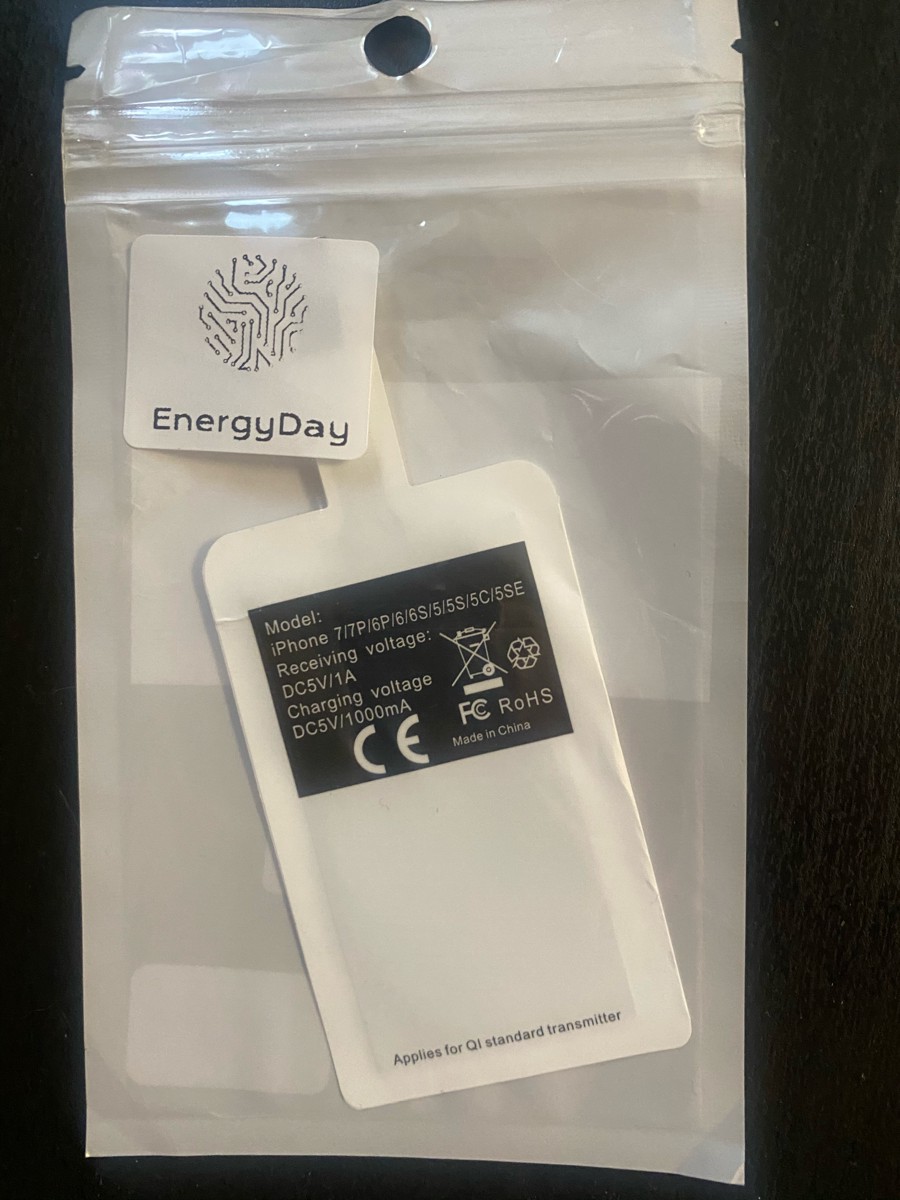 EnergyDay
Model:
iPhone 7/7P/6P/6/6S/5/5S/5C/5SE
Receiving voltage:
DC5V/1A
Charging voltage
DC5V/1000mA
CE
FC RoHS
Made in China
Applies for QI standard transmitter